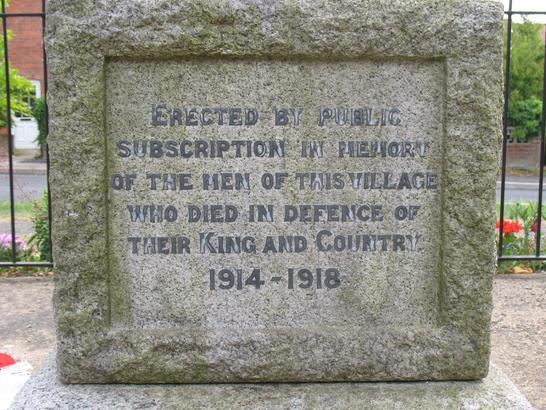 Erected by public
subscription in memory
of the men of this village
who died in defence of
their King and Country.
1914-1918